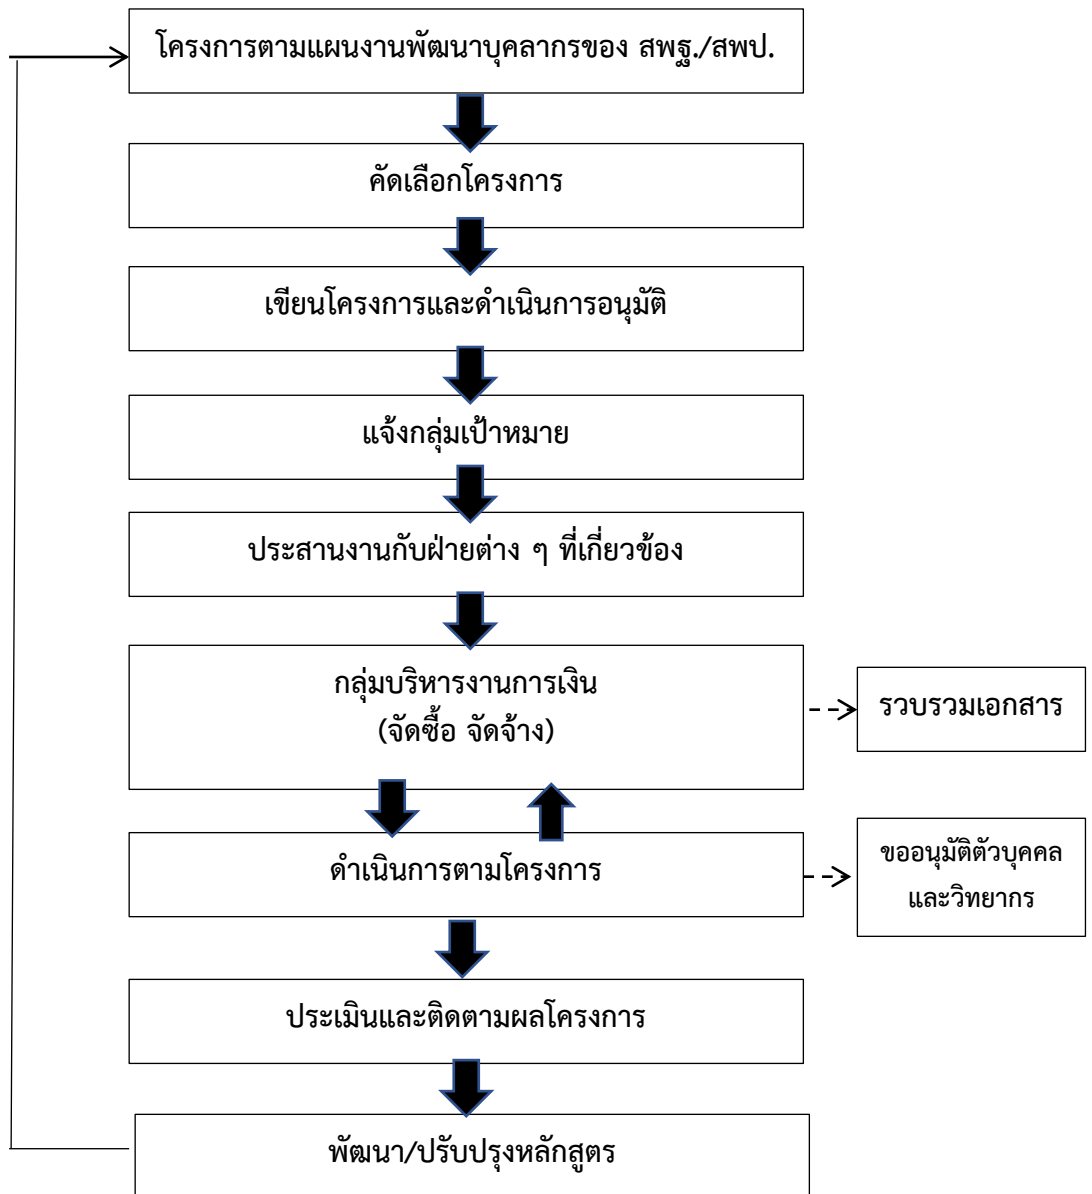 โครงการตามแผนงานพัฒนาบุคลากรของ สพฐ./สพป.
คัดเลือกโครงการ
เขียนโครงการและดำเนินการอนุมัติ
แจ้งกลุ่มเป้าหมาย
ประสานงานกับฝ่ายต่าง ๆ ที่เกี่ยวข้อง
กลุ่มบริหารงานการเงิน
(จัดซื้อ จัดจ้าง)
รวบรวมเอกสาร
ดำเนินการตามโครงการ
ขออนุมัติตัวบุคคล
และวิทยากร
ประเมินและติดตามผลโครงการ
พัฒนา/ปรับปรุงหลักสูตร